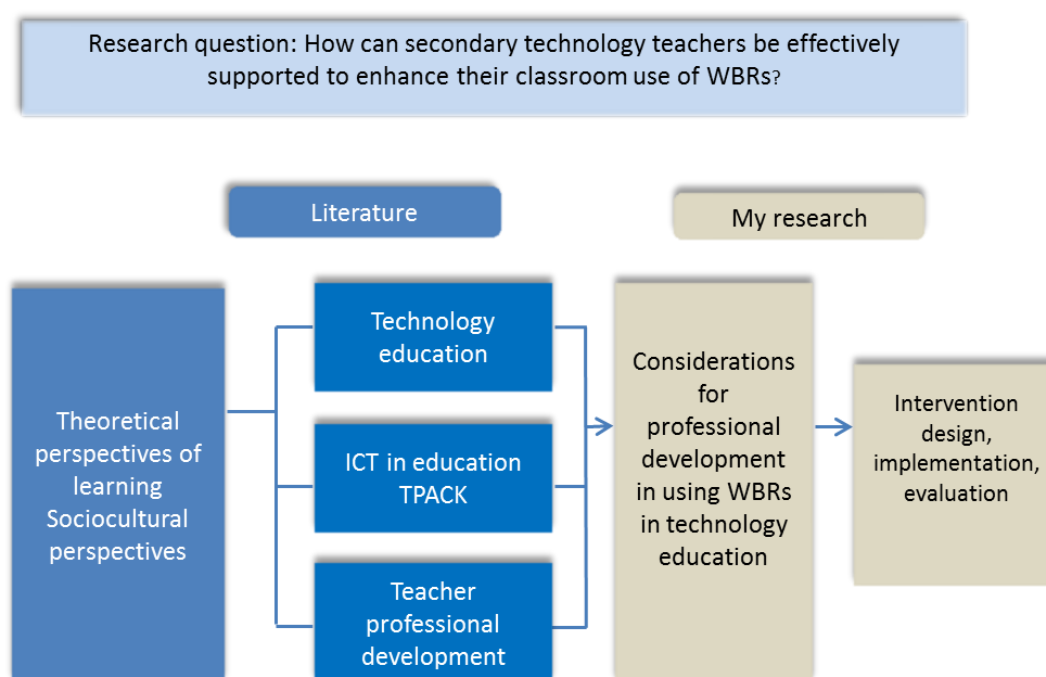 Research question: How can secondary technology teachers be effectively
supported to enhance their classroom use of WBRs?
Literature
My research
Theoretical
perspectives of
learning
Sociocultural
perspectives
Technology
education
ICT in education
TPACK
Teacher
professional
development
Considerations
for
professional
development
in using WBRs
in technology
education
Intervention
design,
implementation,
evaluation